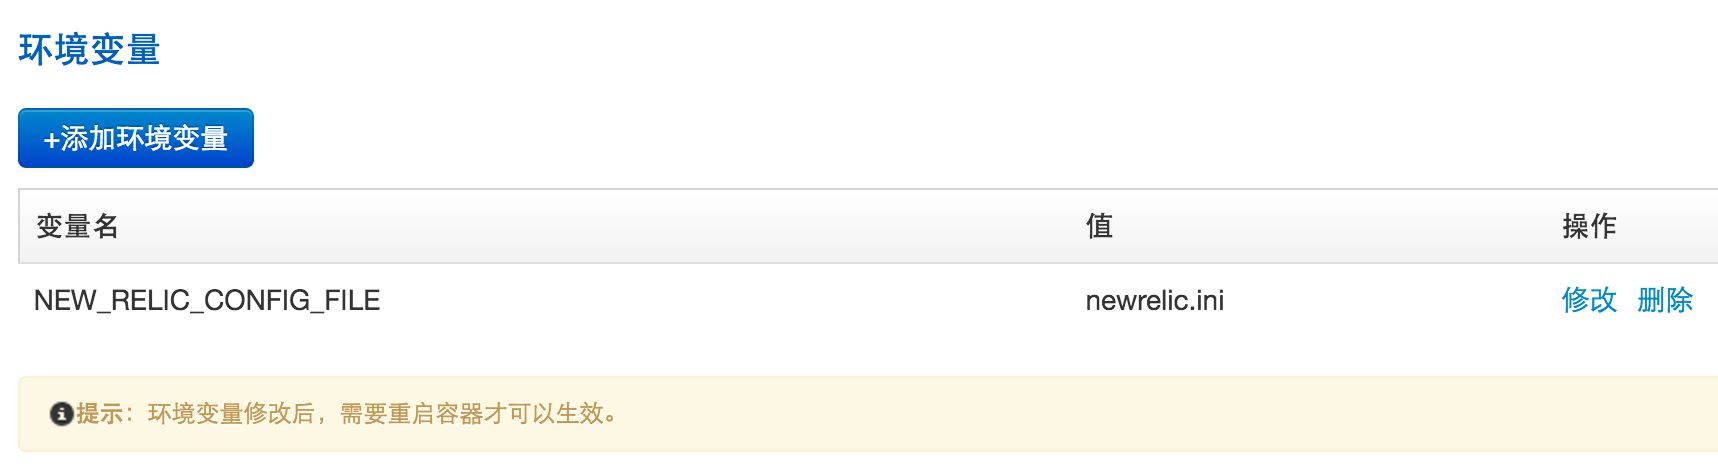 环境变量
+添加环境变量
变量名 值 操作
NEW_RELIC_CONFIG_FILE newrelic.ini 修改 删除
提示：环境变量修改后，需要重启容器才可以生效。